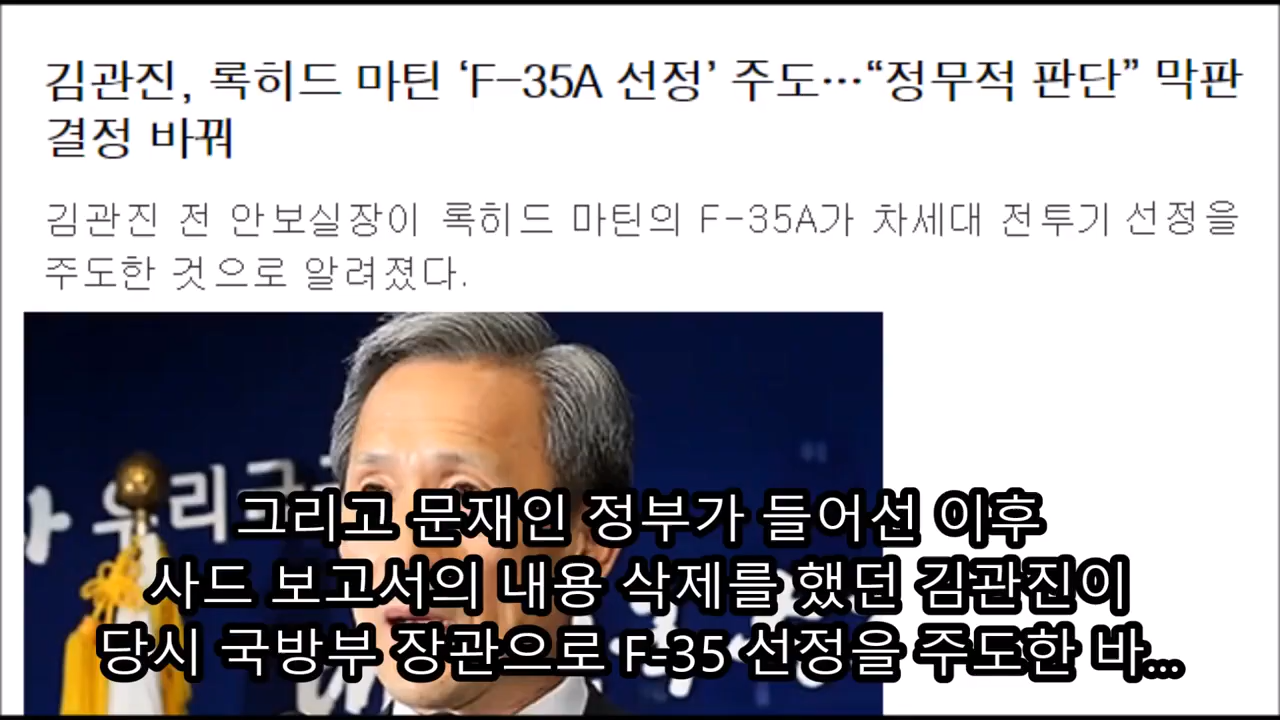 김관진, 록히드 마틴 ‘F-35A 선정’ 주도…“정무적 판단” 막판
결정 바꿔
김관진 전 안보실장이 록히드 마틴의 F-35A가 차세대 전투기 선정을
주도한 것으로 알려졌다.
우리
그리고 문재인 정부가 들어선 이후
사드 보고서의 내용 삭제를 했던 김관진이
당시 국방부 장관으로 F-35 선정을 주도한 바...